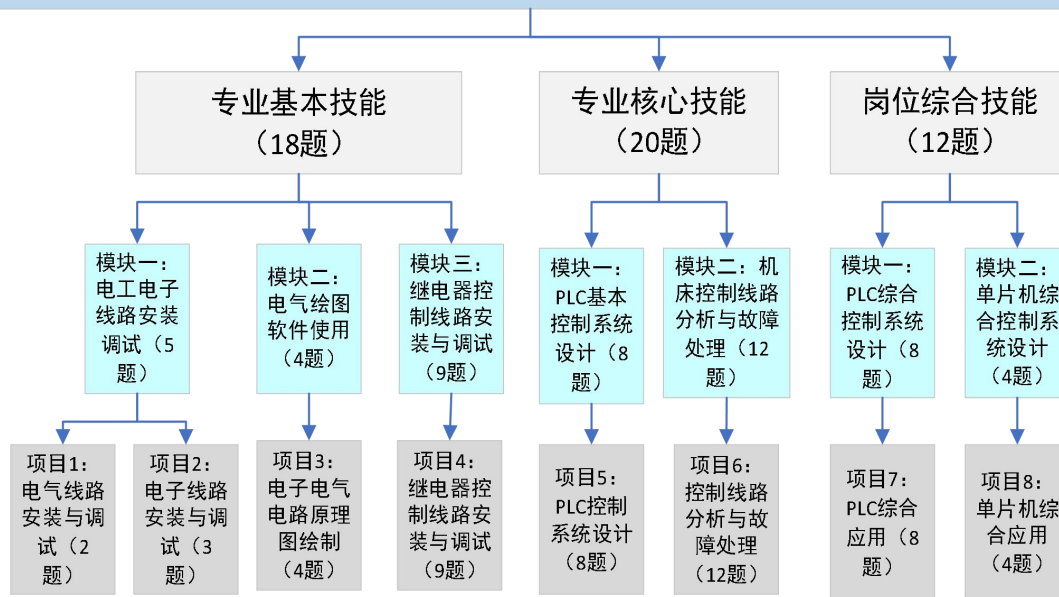 专业基本技能
（18题）
专业核心技能
（20题）
岗位综合技能
（12题）
模块一：
电工电子
线路安装
调试（5
题）
模块二：
电气绘图
软件使用
（4题）
模块三：
继电器控
制线路安
装与调试
（9题）
模块一：
PLC基本
控制系统
设计（8
题）
模块二：机
床控制线路
分析与故障
处理（12
题）
模块一：
PLC综合
控制系统
设计（8
题）
模块二：
单片机综
合控制系
统设计
（4题）
项目1：
电气线路
安装与调
试（2
题）
项目2：
电子线路
安装与调
试（3
题）
项目3：
电子电气
电路原理
图绘制
（4题）
项目4：
继电器控
制线路安
装与调试
（9题）
项目5：
PLC控制
系统设计
（8题）
项目6：
控制线路
分析与故
障处理
（12题）
项目7：
PLC综合
应用（8
题）
项目8：
单片机综
合应用
（4题）